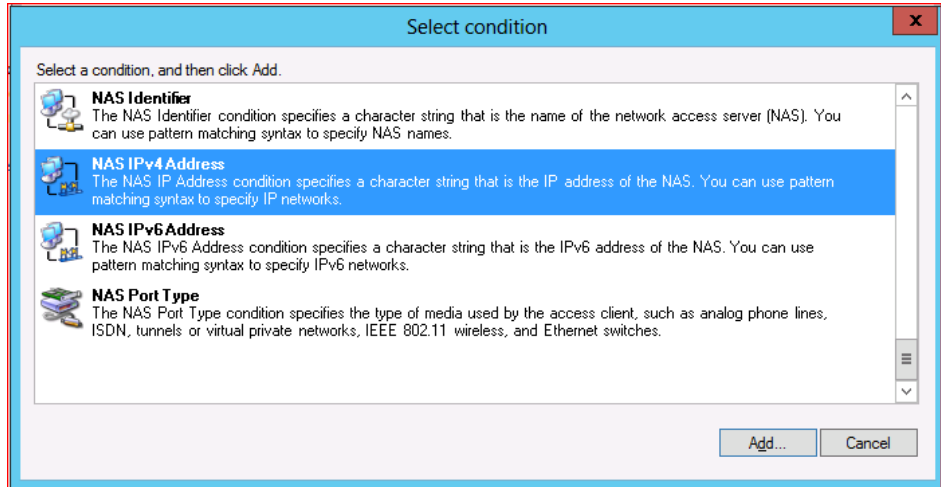 Select condition
x
Select a condition, and then click Add.
NAS Identifier
The NAS Identifier condition specifies a character string that is the name of the network access server (NAS). You
can use pattern matching syntax to specify NAS names.
NAS IPv4 Address
The NAS IP Address condition specifies a character string that is the IP address of the NAS. You can use pattern
matching syntax to specify IP networks.
NAS IPv6 Address
The NAS IPv6 Address condition specifies a character string that is the IPv6 address of the NAS. You can use
pattern matching syntax to specify IPv6 networks.
NAS Port Type
The NAS Port Type condition specifies the type of media used by the access client, such as analog phone lines,
ISDN, tunnels or virtual private networks, IEEE 802.11 wireless, and Ethernet switches.
Add... Cancel